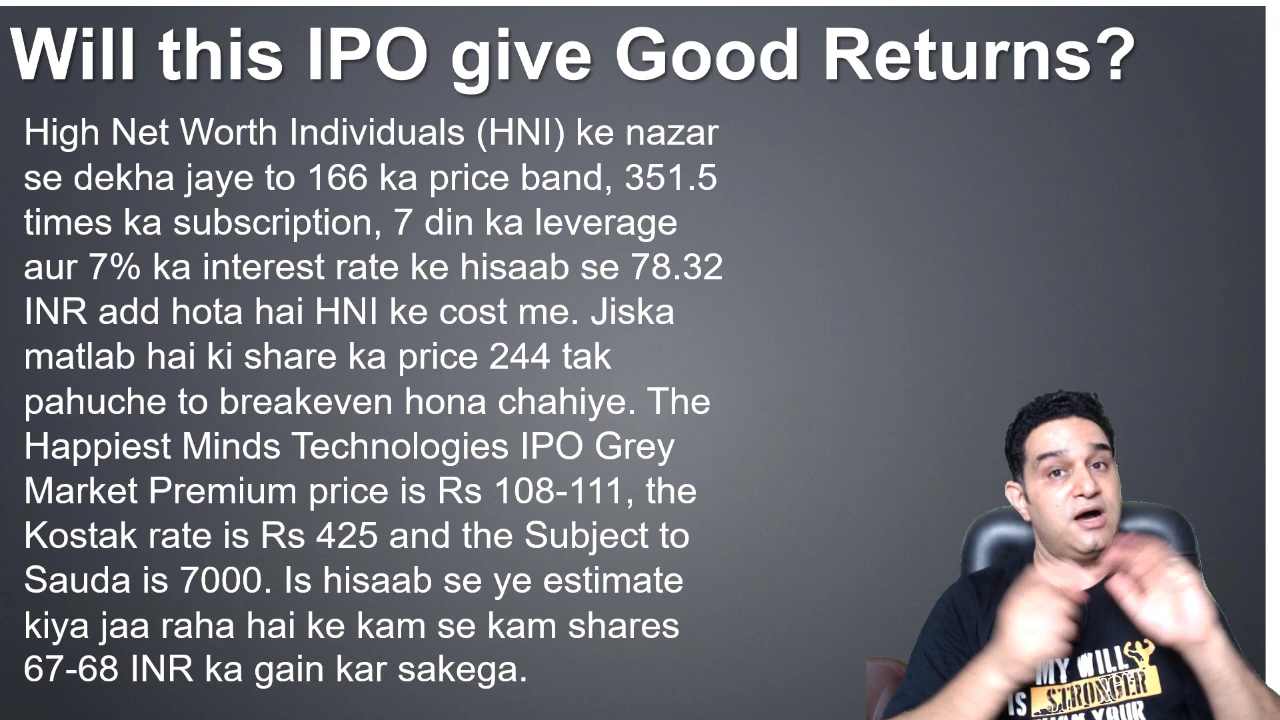 Will this IPO give Good Returns?
High Net Worth Individuals (HNI) ke nazar
se dekha jaye to 166 ka price band, 351.5
times ka subscription, 7 din ka leverage
aur 7% ka interest rate ke hisaab se 78.32
INR add hota hai HNI ke cost me. Jiska
matlab hai ki share ka price 244 tak
pahuche to breakeven hona chahiye. The
Happiest Minds Technologies IPO Grey
Market Premium price is Rs 108-111, the
Kostak rate is Rs 425 and the Subject to
Sauda is 7000. Is hisaab se ye estimate
kiya jaa raha hai ke kam se kam shares
67-68 INR ka gain kar sakega.
MY WILL
IS STRONGER
THAN YOUR